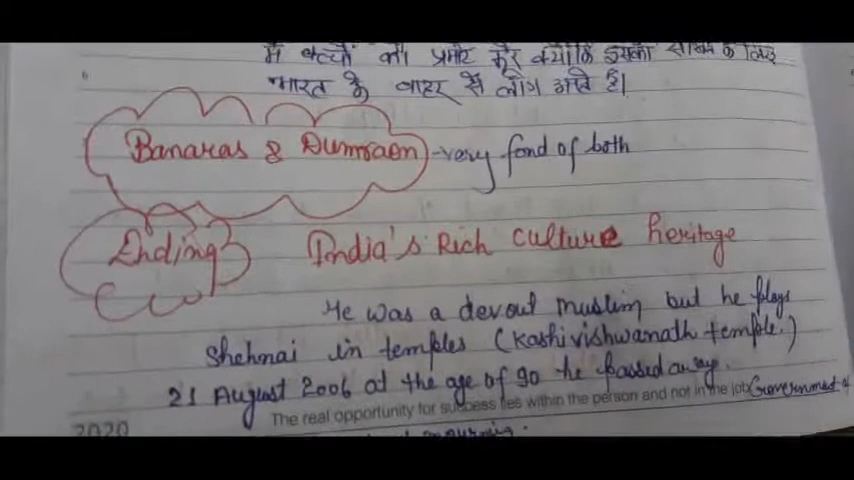 में बच्चों को प्रमोट करूं क्योंकि इसको सीखने के लिए
भारत के बाहर से लोग आते हैं।
Banaras & Dumraon - very fond of both
Ending India's Rich culture heritage
He was a devout muslim but he plays
shehnai in temples (kashi vishwanath temple.)
21 August 2006 at the age of 90 he passed away.
The real opportunity for success lies within the person and not in the job Government of
2020 mourning.